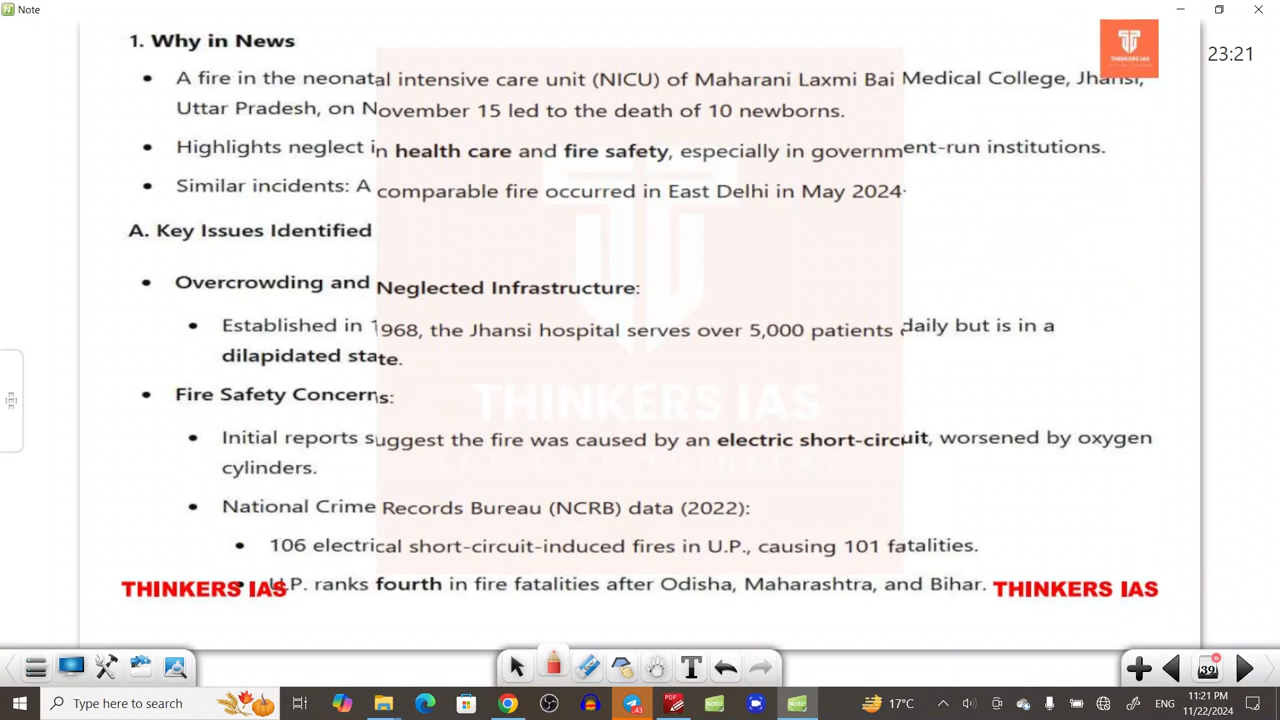 Note
23:21
1. Why in News
• A fire in the neonatal intensive care unit (NICU) of Maharani Laxmi Bai Medical College, Jhansi,
Uttar Pradesh, on November 15 led to the death of 10 newborns.
• Highlights neglect in health care and fire safety, especially in government-run institutions.
• Similar incidents: A comparable fire occurred in East Delhi in May 2024.
A. Key Issues Identified
• Overcrowding and Neglected Infrastructure:
• Established in 1968, the Jhansi hospital serves over 5,000 patients daily but is in a
dilapidated state.
THINKERS IAS
• Fire Safety Concerns:
• Initial reports suggest the fire was caused by an electric short-circuit, worsened by oxygen
cylinders.
• National Crime Records Bureau (NCRB) data (2022):
• 106 electrical short-circuit-induced fires in U.P., causing 101 fatalities.
• U.P. ranks fourth in fire fatalities after Odisha, Maharashtra, and Bihar.
THINKERS IAS
THINKERS IAS
39
Type here to search
43
PDF
Note
Note
17°C
ENG
11:21 PM
11/22/2024